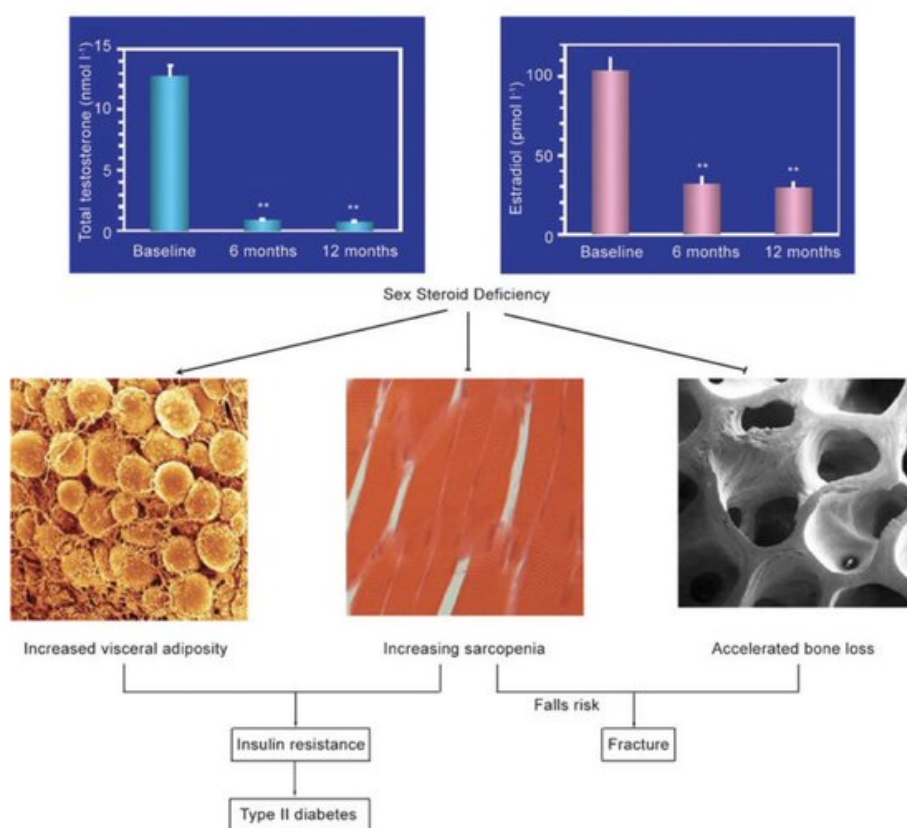 15
10
5
0
Total testosterone (nmol l⁻¹)
**
**
Baseline 6 months 12 months
100
50
0
Estradiol (pmol l⁻¹)
**
**
Baseline 6 months 12 months
Sex Steroid Deficiency
Increased visceral adiposity
Increasing sarcopenia
Accelerated bone loss
Falls risk
Insulin resistance
Fracture
Type II diabetes